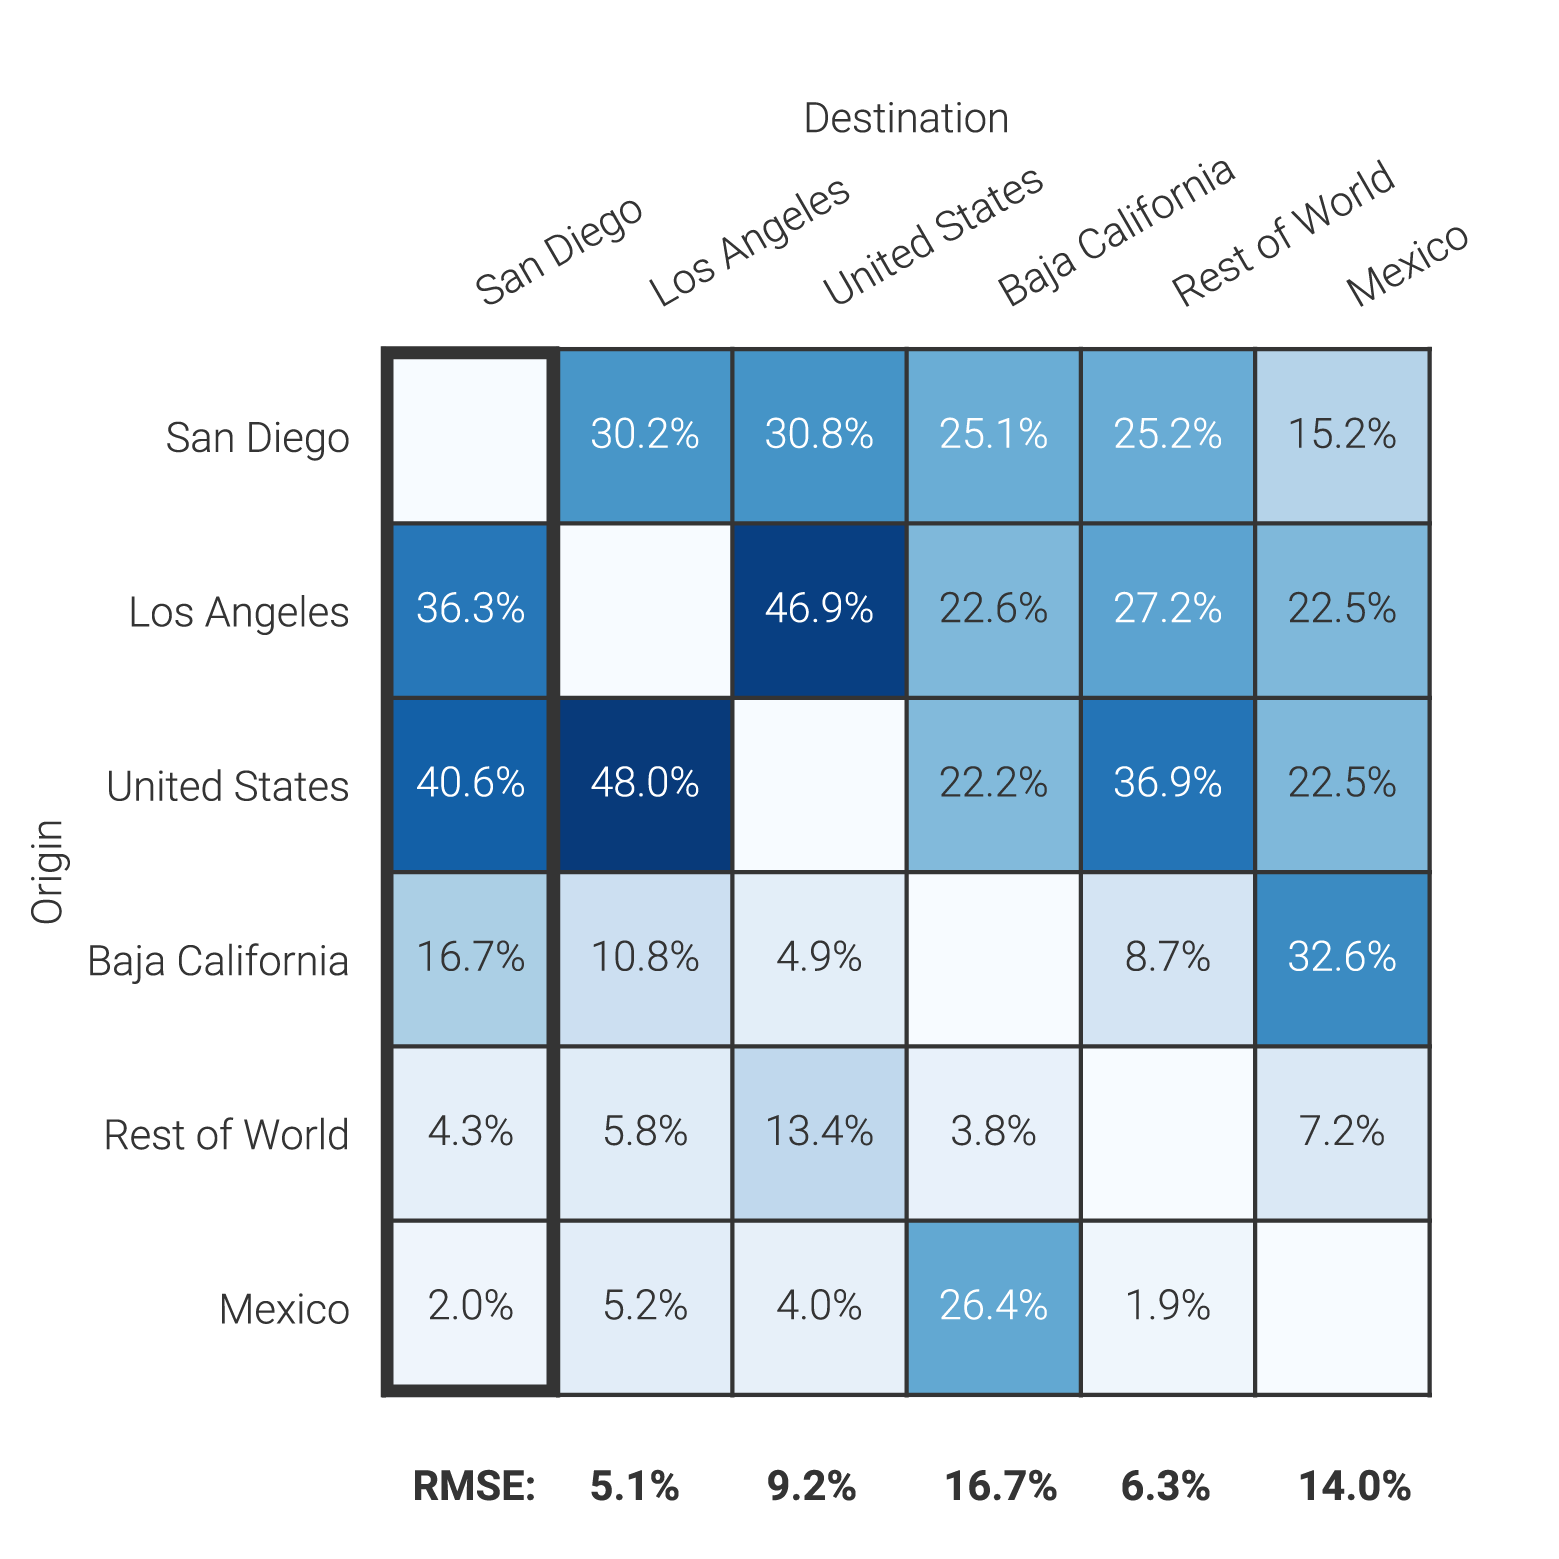 Destination
San Diego Los Angeles United States Baja California Rest of World Mexico
San Diego 30.2% 30.8% 25.1% 25.2% 15.2%
Los Angeles 36.3% 46.9% 22.6% 27.2% 22.5%
United States 40.6% 48.0% 22.2% 36.9% 22.5%
Origin
Baja California 16.7% 10.8% 4.9% 8.7% 32.6%
Rest of World 4.3% 5.8% 13.4% 3.8% 7.2%
Mexico 2.0% 5.2% 4.0% 26.4% 1.9%
RMSE: 5.1% 9.2% 16.7% 6.3% 14.0%